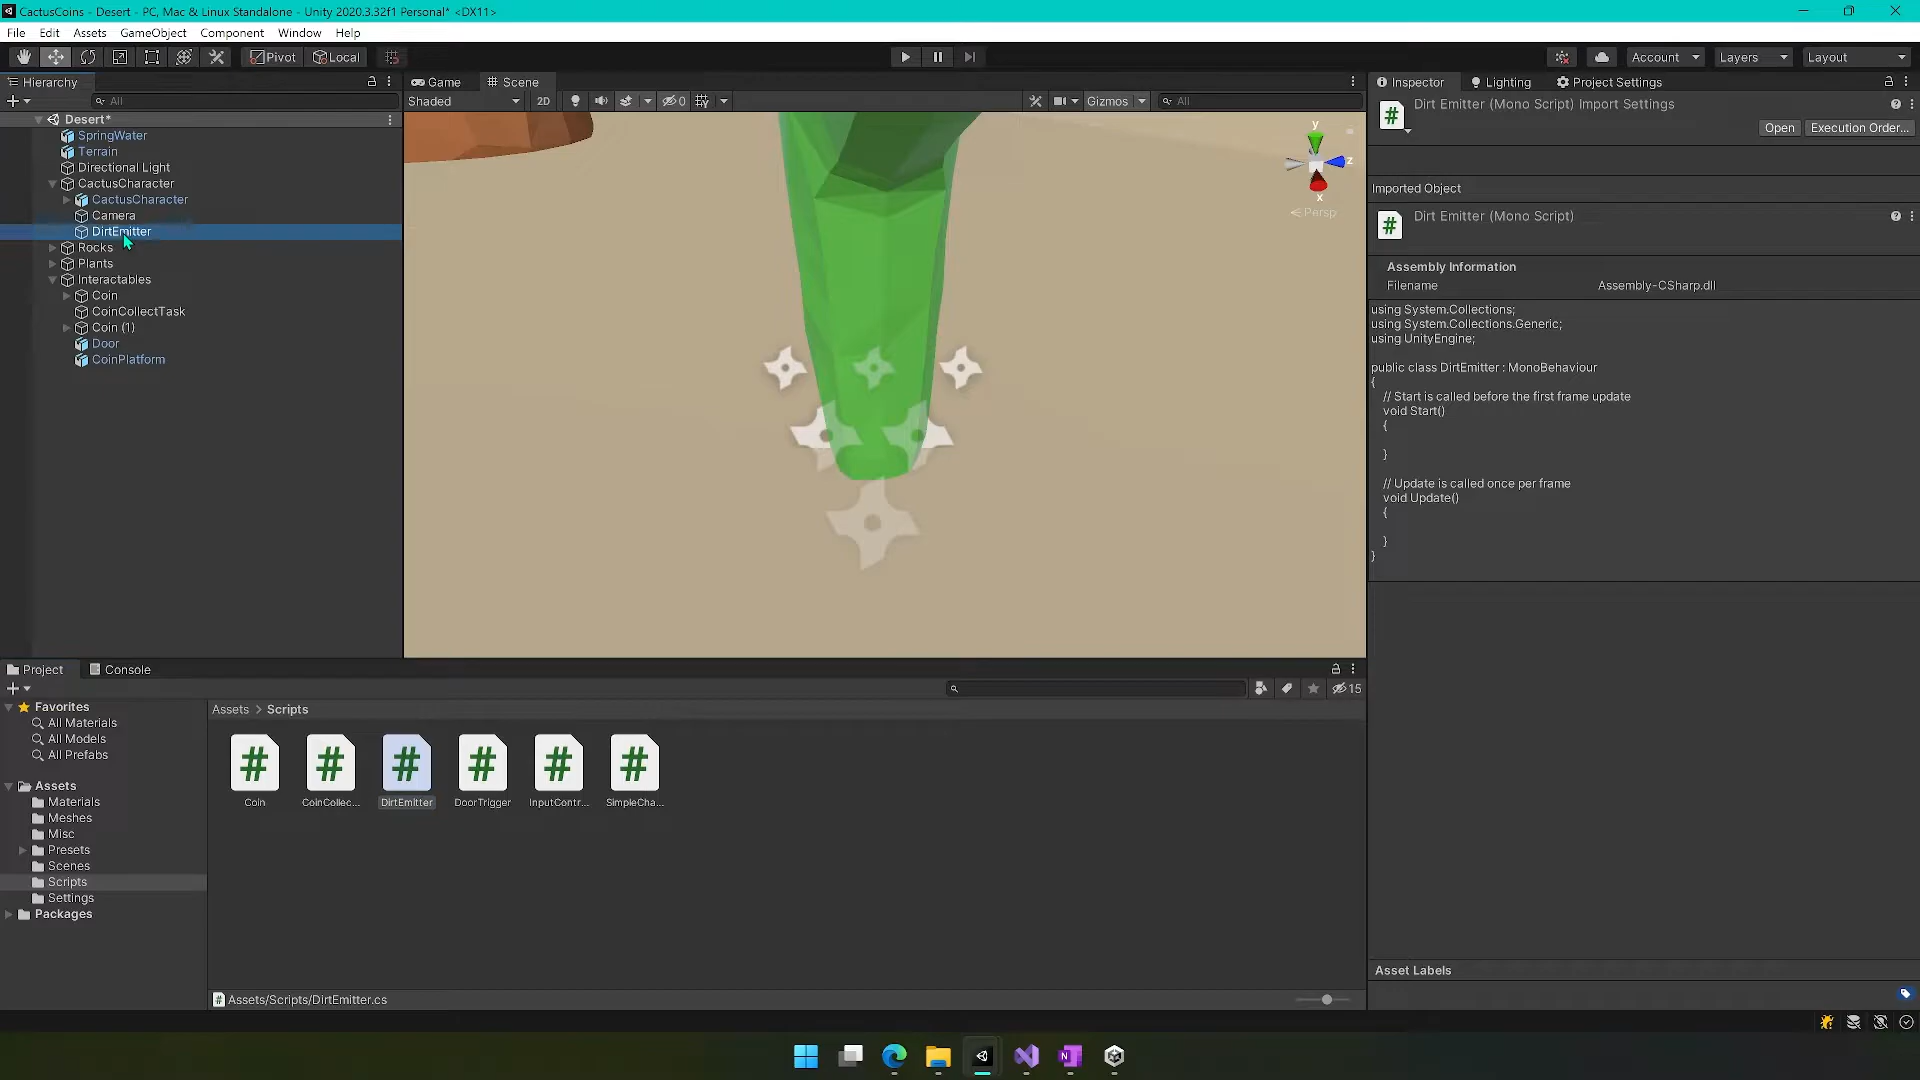 CactusCoins - Desert - PC, Mac & Linux Standalone - Unity 2020.3.32f1 Personal* <DX11>
File Edit Assets GameObject Component Window Help
Pivot Local Account Layers Layout
Hierarchy
All
Desert*
SpringWater
Terrain
Directional Light
CactusCharacter
CactusCharacter
Camera
DirtEmitter
Rocks
Plants
Interactables
Coin
CoinCollectTask
Coin (1)
Door
CoinPlatform
Game Scene
Shaded 2D 0 Gizmos All
y
z
x
Persp
Inspector Lighting Project Settings
Dirt Emitter (Mono Script) Import Settings
Open Execution Order...
Imported Object
Dirt Emitter (Mono Script)
Assembly Information
Filename Assembly-CSharp.dll
using System.Collections;
using System.Collections.Generic;
using UnityEngine;
public class DirtEmitter : MonoBehaviour
{
// Start is called before the first frame update
void Start()
{
}
// Update is called once per frame
void Update()
{
}
}
Asset Labels
Project Console
15
Favorites
All Materials
All Models
All Prefabs
Assets
Materials
Meshes
Misc
Presets
Scenes
Scripts
Settings
Packages
Assets > Scripts
# # # # # #
Coin CoinCollec... DirtEmitter DoorTrigger InputContr... SimpleCha...
Assets/Scripts/DirtEmitter.cs